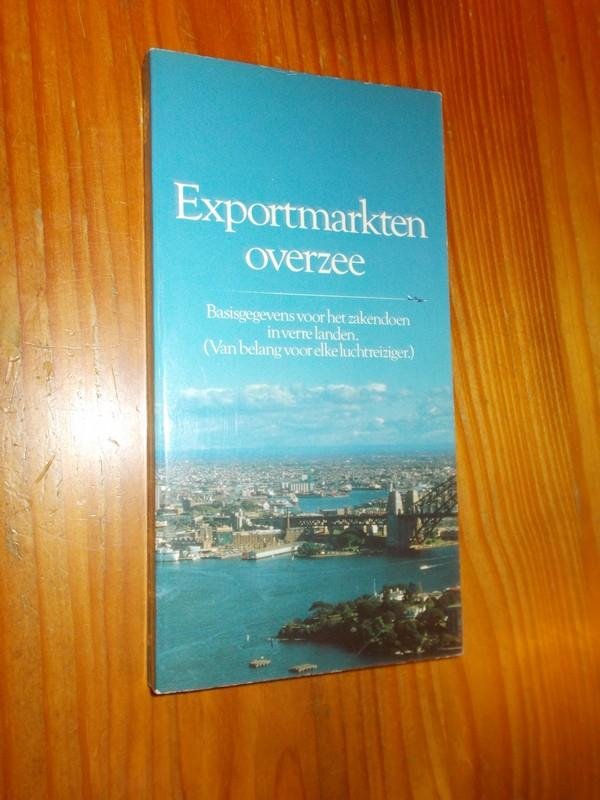 Exportmarkten
overzee
Basisgegevens voor het zakendoen
in verre landen.
(Van belang voor elke luchtreiziger.)